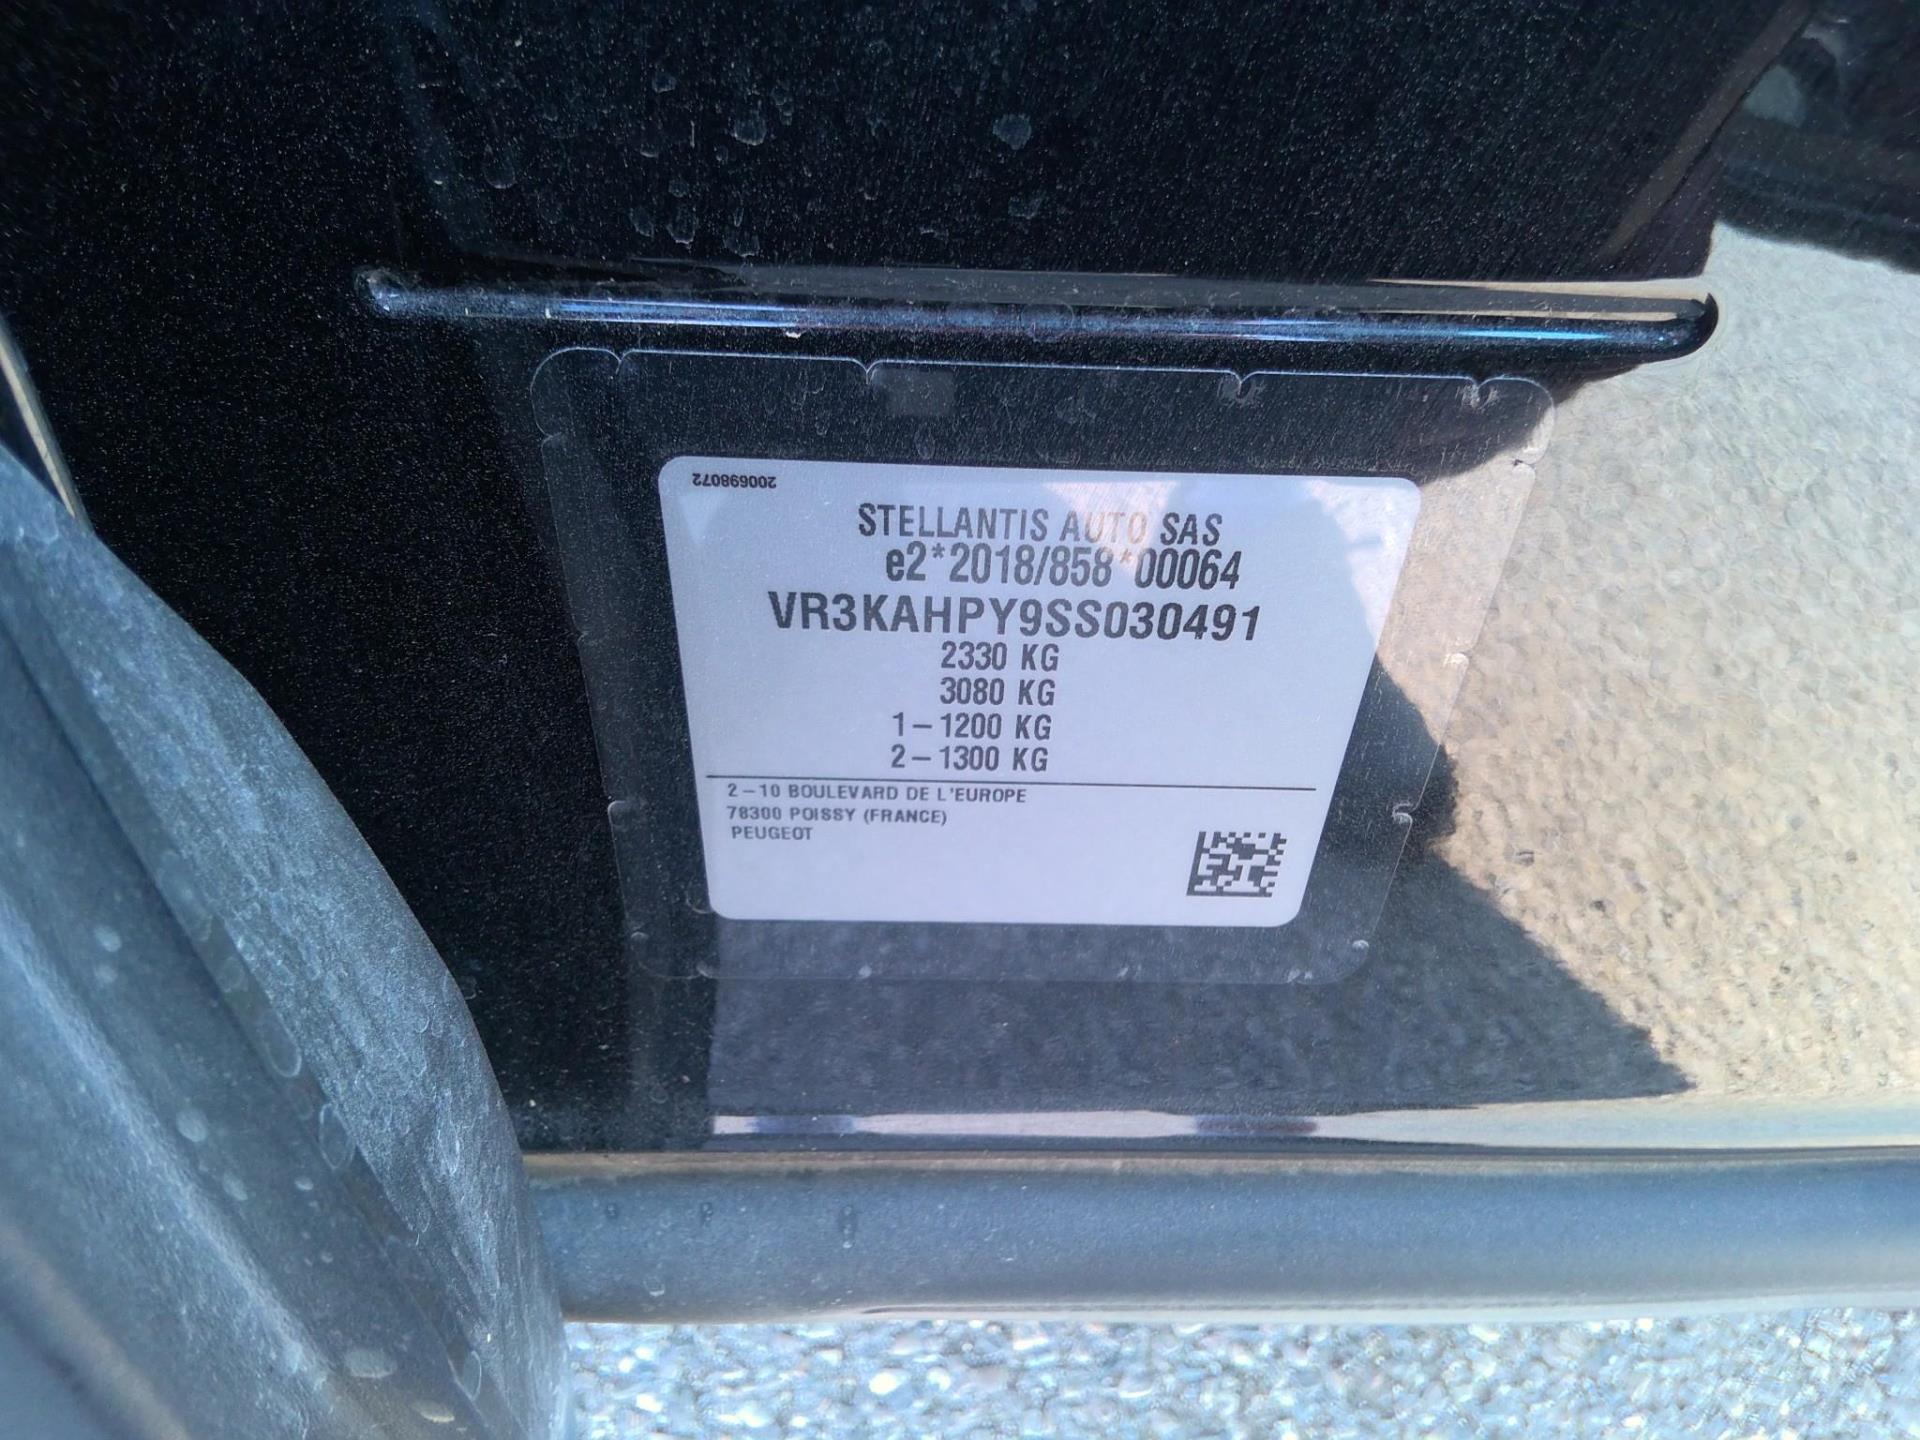 200698072
STELLANTIS AUTO SAS
e2*2018/858*00064
VR3KAHPY9SS030491
2330 KG
3080 KG
1-1200 KG
2-1300 KG
2-10 BOULEVARD DE L'EUROPE
78300 POISSY (FRANCE)
PEUGEOT